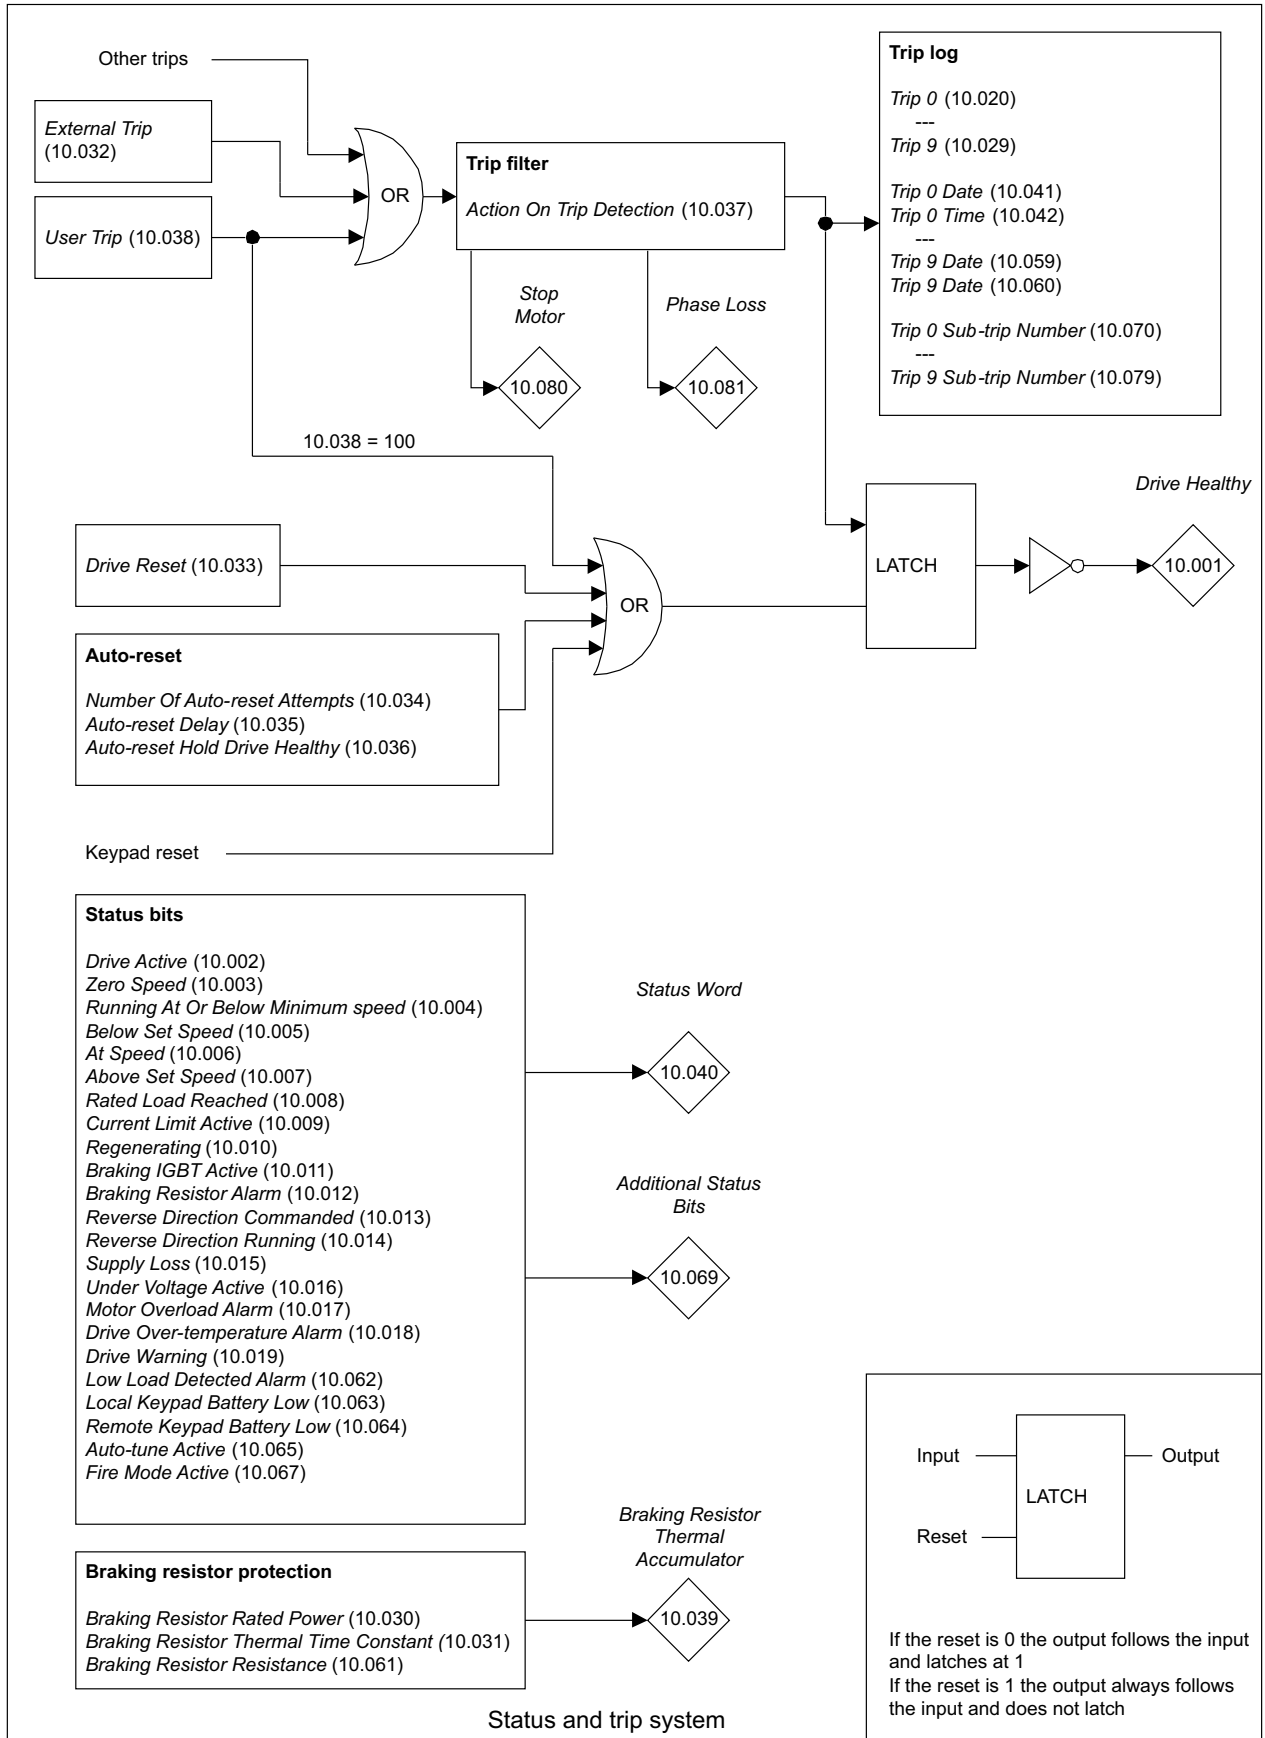 Other trips
External Trip
(10.032)
User Trip (10.038)
OR
Trip filter
Action On Trip Detection (10.037)
Stop
Motor
10.080
Phase Loss
10.081
Trip log
Trip 0 (10.020)
---
Trip 9 (10.029)
Trip 0 Date (10.041)
Trip 0 Time (10.042)
---
Trip 9 Date (10.059)
Trip 9 Date (10.060)
Trip 0 Sub-trip Number (10.070)
---
Trip 9 Sub-trip Number (10.079)
10.038 = 100
Drive Reset (10.033)
Auto-reset
Number Of Auto-reset Attempts (10.034)
Auto-reset Delay (10.035)
Auto-reset Hold Drive Healthy (10.036)
Keypad reset
OR
LATCH
Drive Healthy
10.001
Status bits
Drive Active (10.002)
Zero Speed (10.003)
Running At Or Below Minimum speed (10.004)
Below Set Speed (10.005)
At Speed (10.006)
Above Set Speed (10.007)
Rated Load Reached (10.008)
Current Limit Active (10.009)
Regenerating (10.010)
Braking IGBT Active (10.011)
Braking Resistor Alarm (10.012)
Reverse Direction Commanded (10.013)
Reverse Direction Running (10.014)
Supply Loss (10.015)
Under Voltage Active (10.016)
Motor Overload Alarm (10.017)
Drive Over-temperature Alarm (10.018)
Drive Warning (10.019)
Low Load Detected Alarm (10.062)
Local Keypad Battery Low (10.063)
Remote Keypad Battery Low (10.064)
Auto-tune Active (10.065)
Fire Mode Active (10.067)
Status Word
10.040
Additional Status
Bits
10.069
Braking resistor protection
Braking Resistor Rated Power (10.030)
Braking Resistor Thermal Time Constant (10.031)
Braking Resistor Resistance (10.061)
Braking Resistor
Thermal
Accumulator
10.039
Input
Output
LATCH
Reset
If the reset is 0 the output follows the input
and latches at 1
If the reset is 1 the output always follows
the input and does not latch
Status and trip system